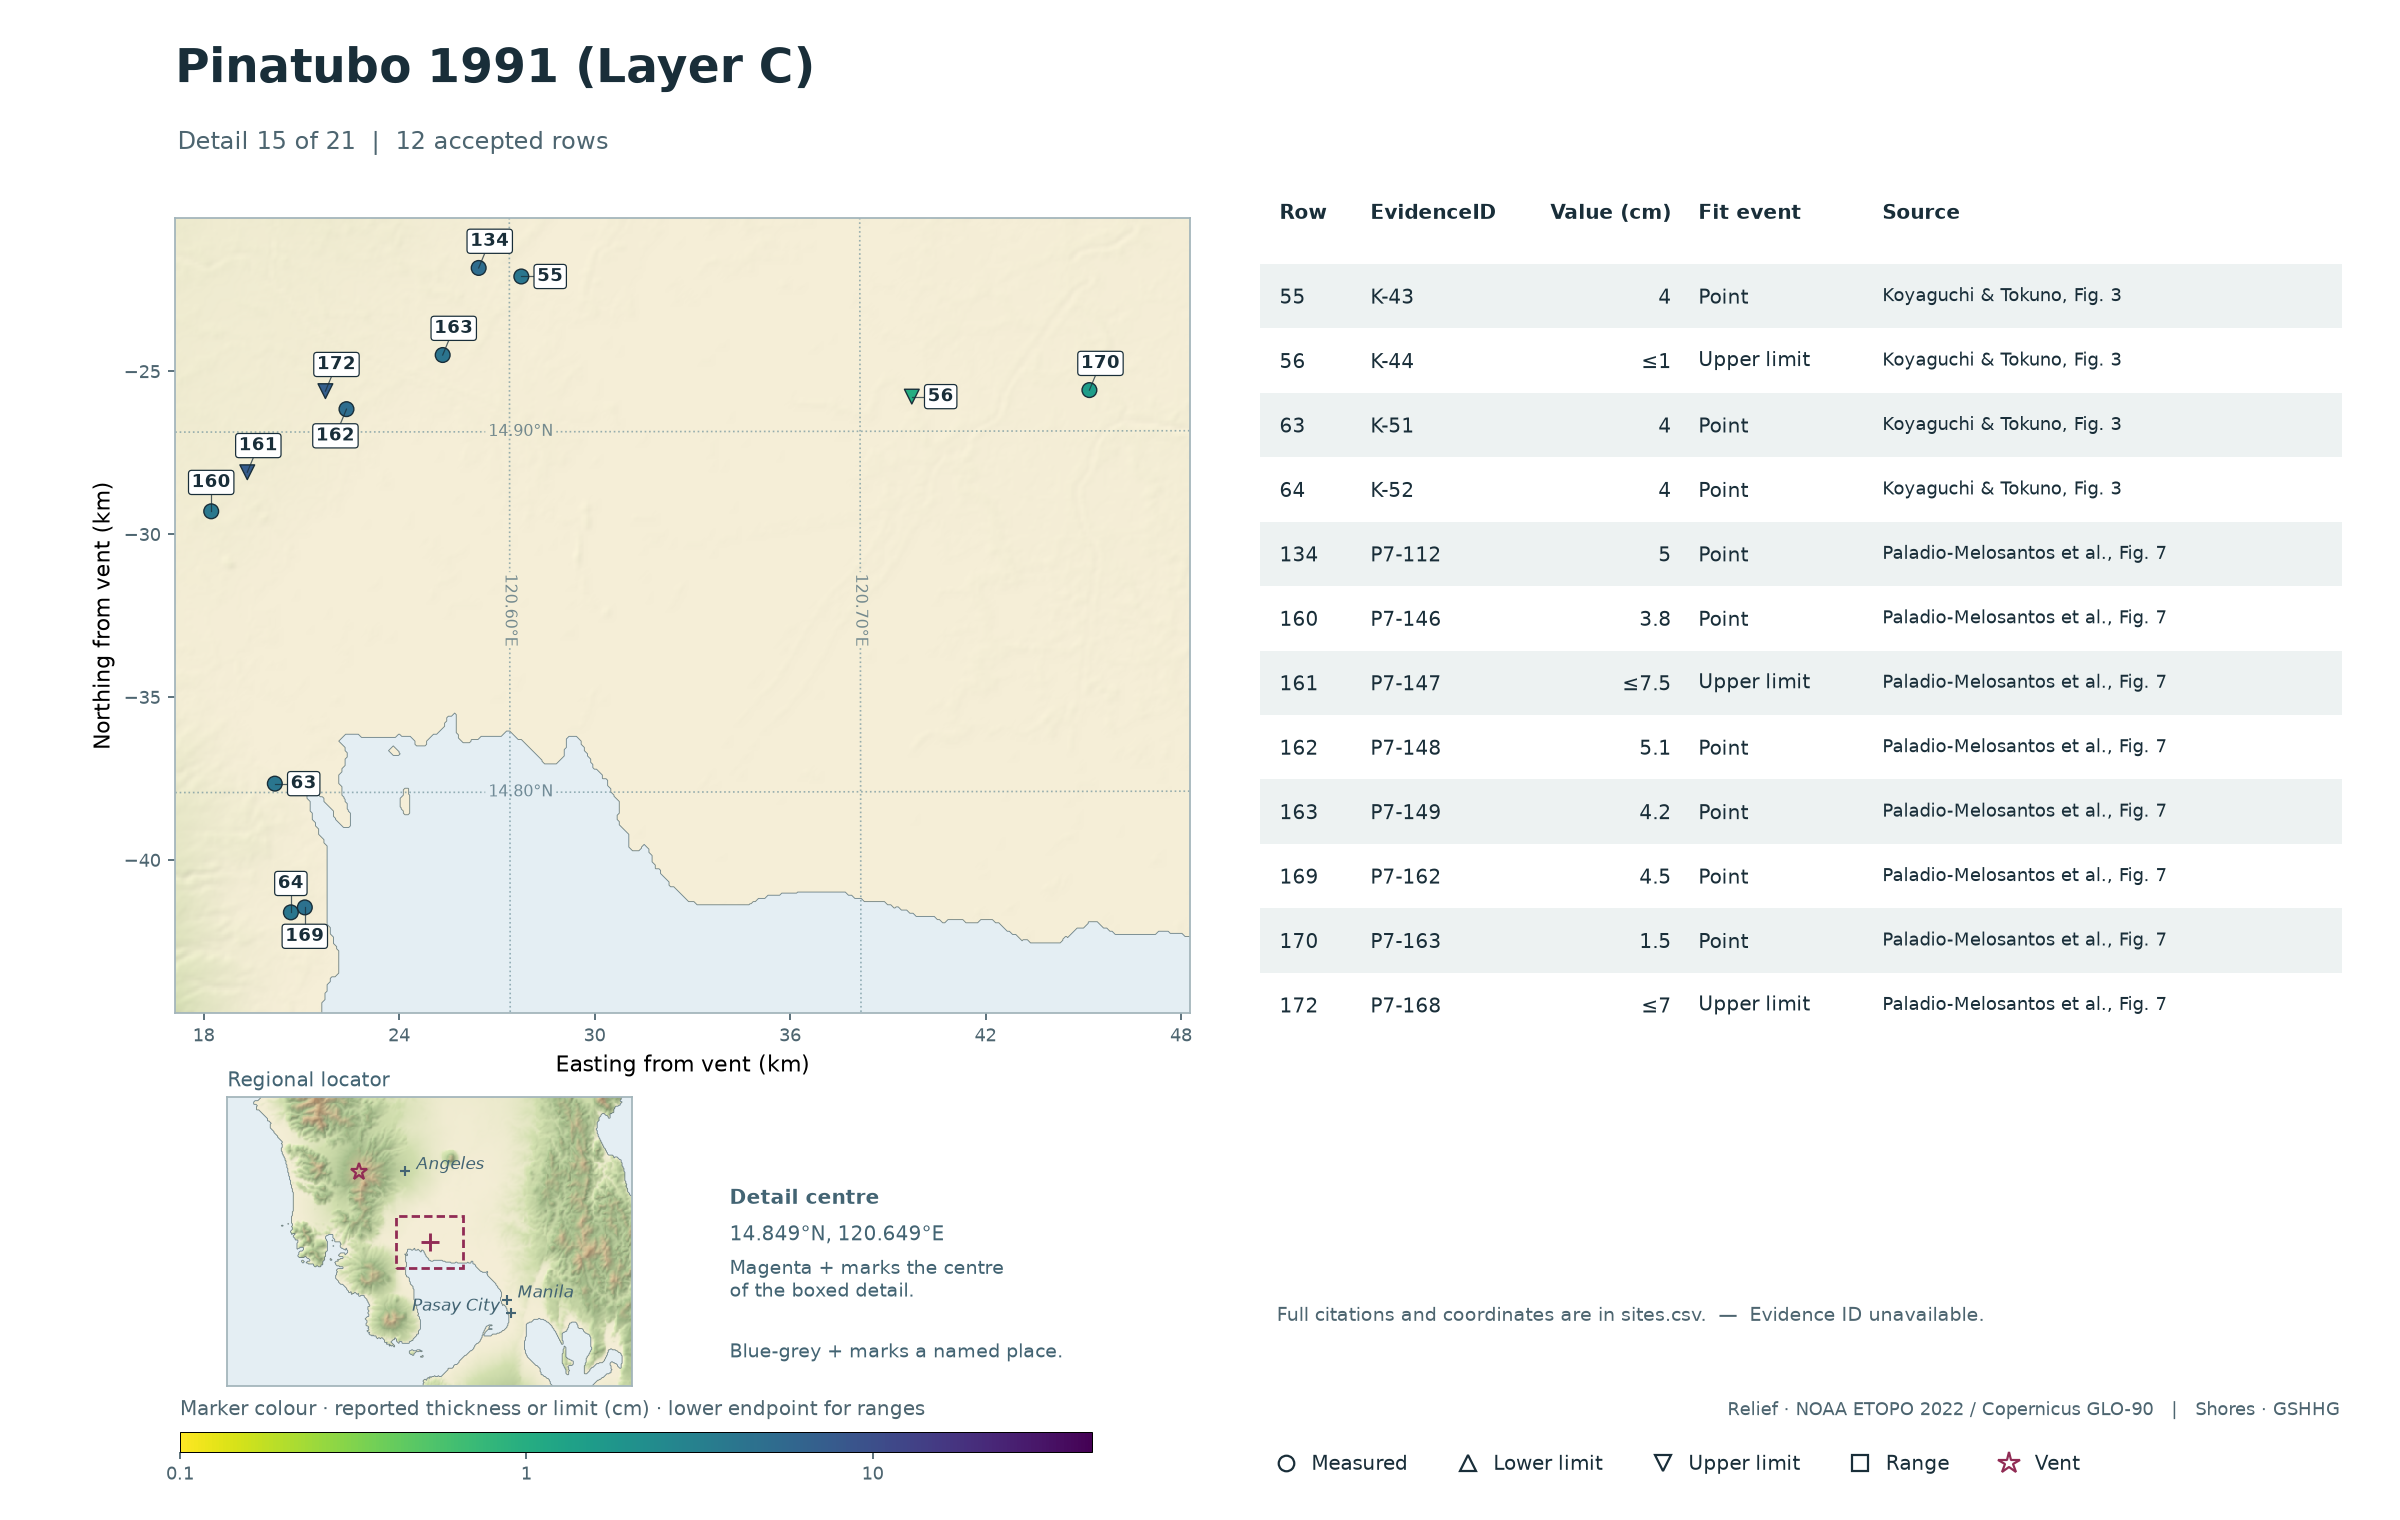 Pinatubo 1991 (Layer C)
Detail 15 of 21 | 12 accepted rows
134
55
163
172
170
56
162
14.90°N
161
160
120.60°E
120.70°E
63
14.80°N
64
169
−25
−30
−35
−40
Northing from vent (km)
18 24 30 36 42 48
Easting from vent (km)
Row EvidenceID Value (cm) Fit event Source
55 K-43 4 Point Koyaguchi & Tokuno, Fig. 3
56 K-44 ≤1 Upper limit Koyaguchi & Tokuno, Fig. 3
63 K-51 4 Point Koyaguchi & Tokuno, Fig. 3
64 K-52 4 Point Koyaguchi & Tokuno, Fig. 3
134 P7-112 5 Point Paladio-Melosantos et al., Fig. 7
160 P7-146 3.8 Point Paladio-Melosantos et al., Fig. 7
161 P7-147 ≤7.5 Upper limit Paladio-Melosantos et al., Fig. 7
162 P7-148 5.1 Point Paladio-Melosantos et al., Fig. 7
163 P7-149 4.2 Point Paladio-Melosantos et al., Fig. 7
169 P7-162 4.5 Point Paladio-Melosantos et al., Fig. 7
170 P7-163 1.5 Point Paladio-Melosantos et al., Fig. 7
172 P7-168 ≤7 Upper limit Paladio-Melosantos et al., Fig. 7
Regional locator
Angeles
Manila
Pasay City
Detail centre
14.849°N, 120.649°E
Magenta + marks the centre
of the boxed detail.
Blue-grey + marks a named place.
Full citations and coordinates are in sites.csv. — Evidence ID unavailable.
Marker colour · reported thickness or limit (cm) · lower endpoint for ranges
0.1 1 10
Relief · NOAA ETOPO 2022 / Copernicus GLO-90 | Shores · GSHHG
Measured Lower limit Upper limit Range Vent